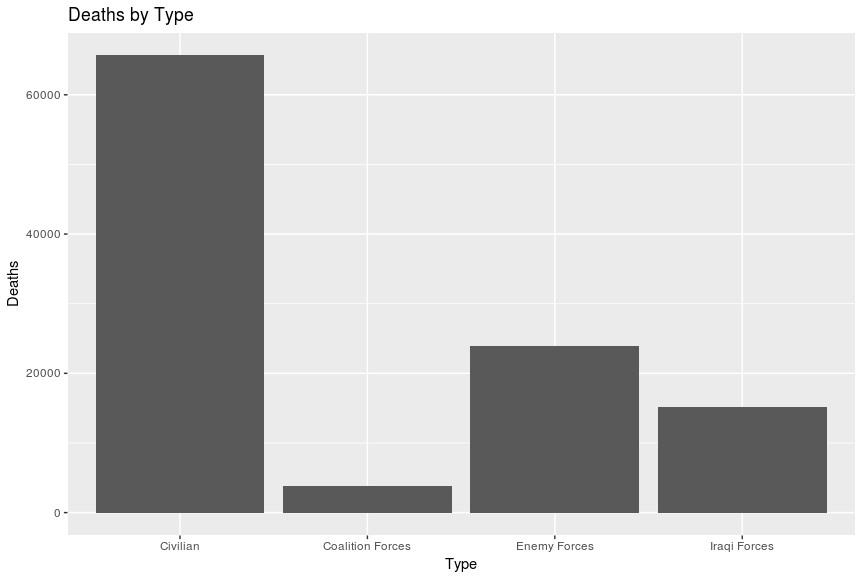 Deaths by Type
60000
40000
20000
0
Deaths
Civilian
Coalition Forces
Enemy Forces
Iraqi Forces
Type